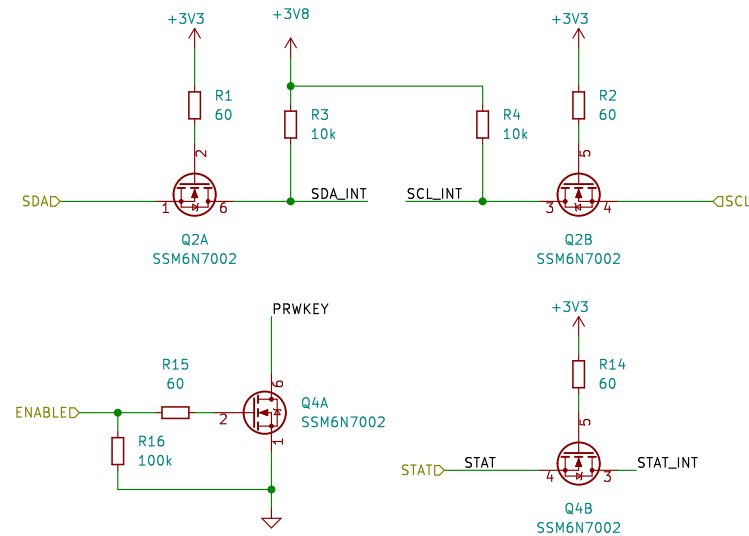 +3V3
+3V8
+3V3
R1
60
R3
10k
R4
10k
R2
60
2
5
SDA
1
6
SDA_INT
SCL_INT
3
4
SCL
Q2A
SSM6N7002
Q2B
SSM6N7002
PRWKEY
+3V3
R15
60
6
Q4A
SSM6N7002
R14
60
ENABLE
2
5
R16
100k
1
STAT
STAT
4
3
STAT_INT
Q4B
SSM6N7002